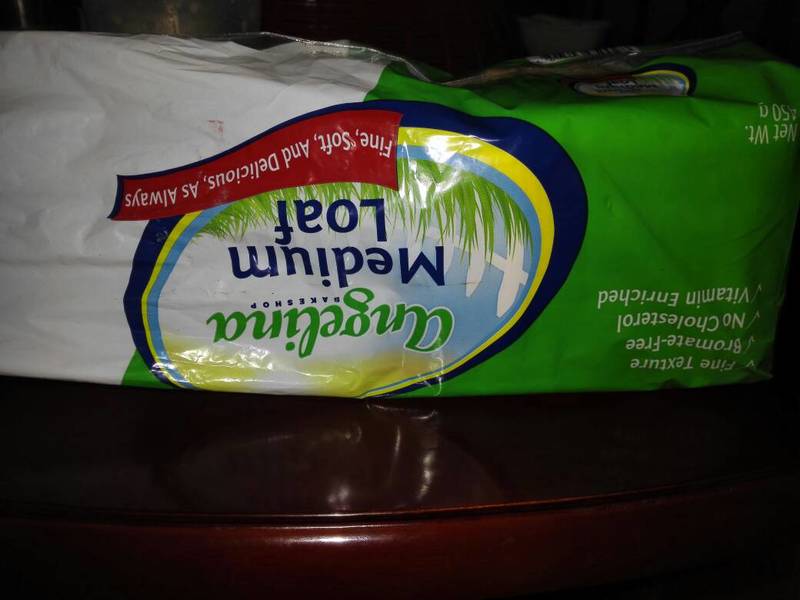 angelina
BAKESHOP
Medium
Loaf
Fine, Soft, And Delicious, As Always
✓ Fine Texture
✓ Bromate-Free
✓ No Cholesterol
✓ Vitamin Enriched
Net Wt.
450 g